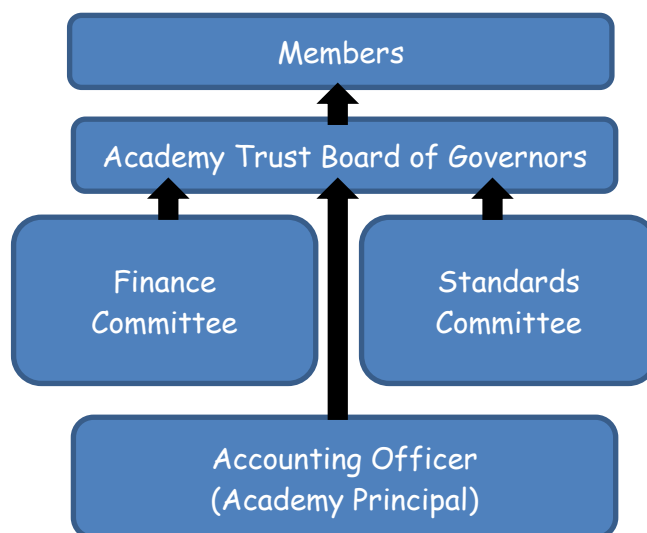 Members
Academy Trust Board of Governors
Finance
Committee
Standards
Committee
Accounting Officer
(Academy Principal)